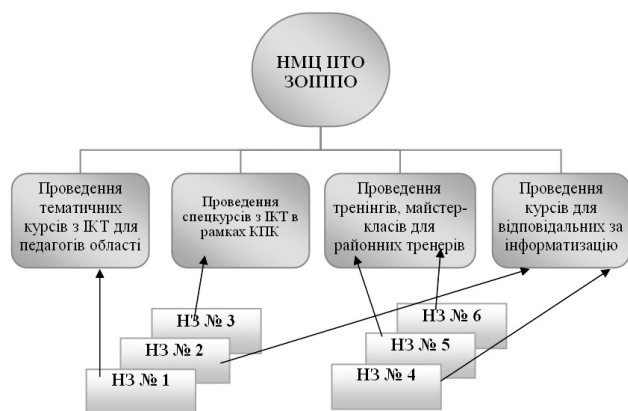 НМЦ ІІТО
ЗОІППО
Проведення
тематичних
курсів з ІКТ для
педагогів області
Проведення
спецкурсів з ІКТ в
рамках КПК
Проведення
тренінгів, майстер-
класів для
районних тренерів
Проведення
курсів для
відповідальних за
інформатизацію
НЗ № 3
НЗ № 2
НЗ № 1
НЗ № 6
НЗ № 5
НЗ № 4